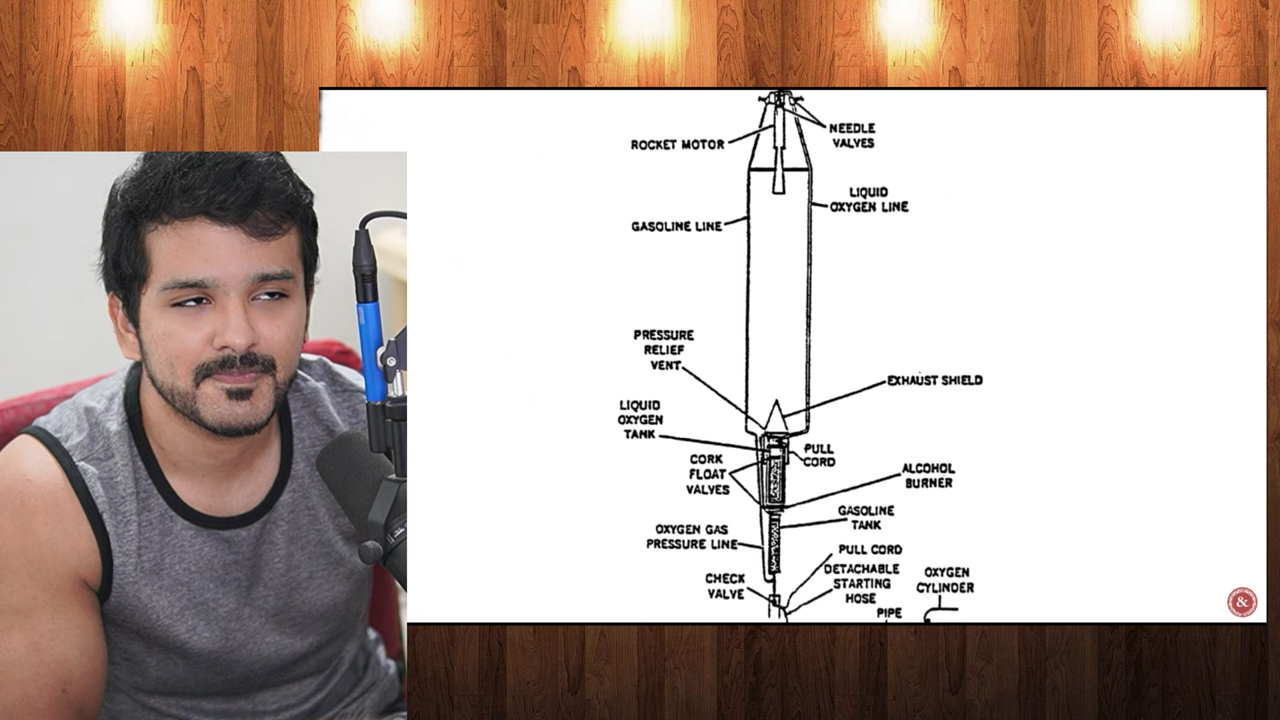 NEEDLE
VALVES
ROCKET MOTOR
LIQUID
OXYGEN LINE
GASOLINE LINE
PRESSURE
RELIEF
VENT
EXHAUST SHIELD
LIQUID
OXYGEN
TANK
PULL
CORD
CORK
FLOAT
VALVES
ALCOHOL
BURNER
GASOLINE
TANK
OXYGEN GAS
PRESSURE LINE
PULL CORD
DETACHABLE
STARTING
HOSE
CHECK
VALVE
OXYGEN
CYLINDER
PIPE
&